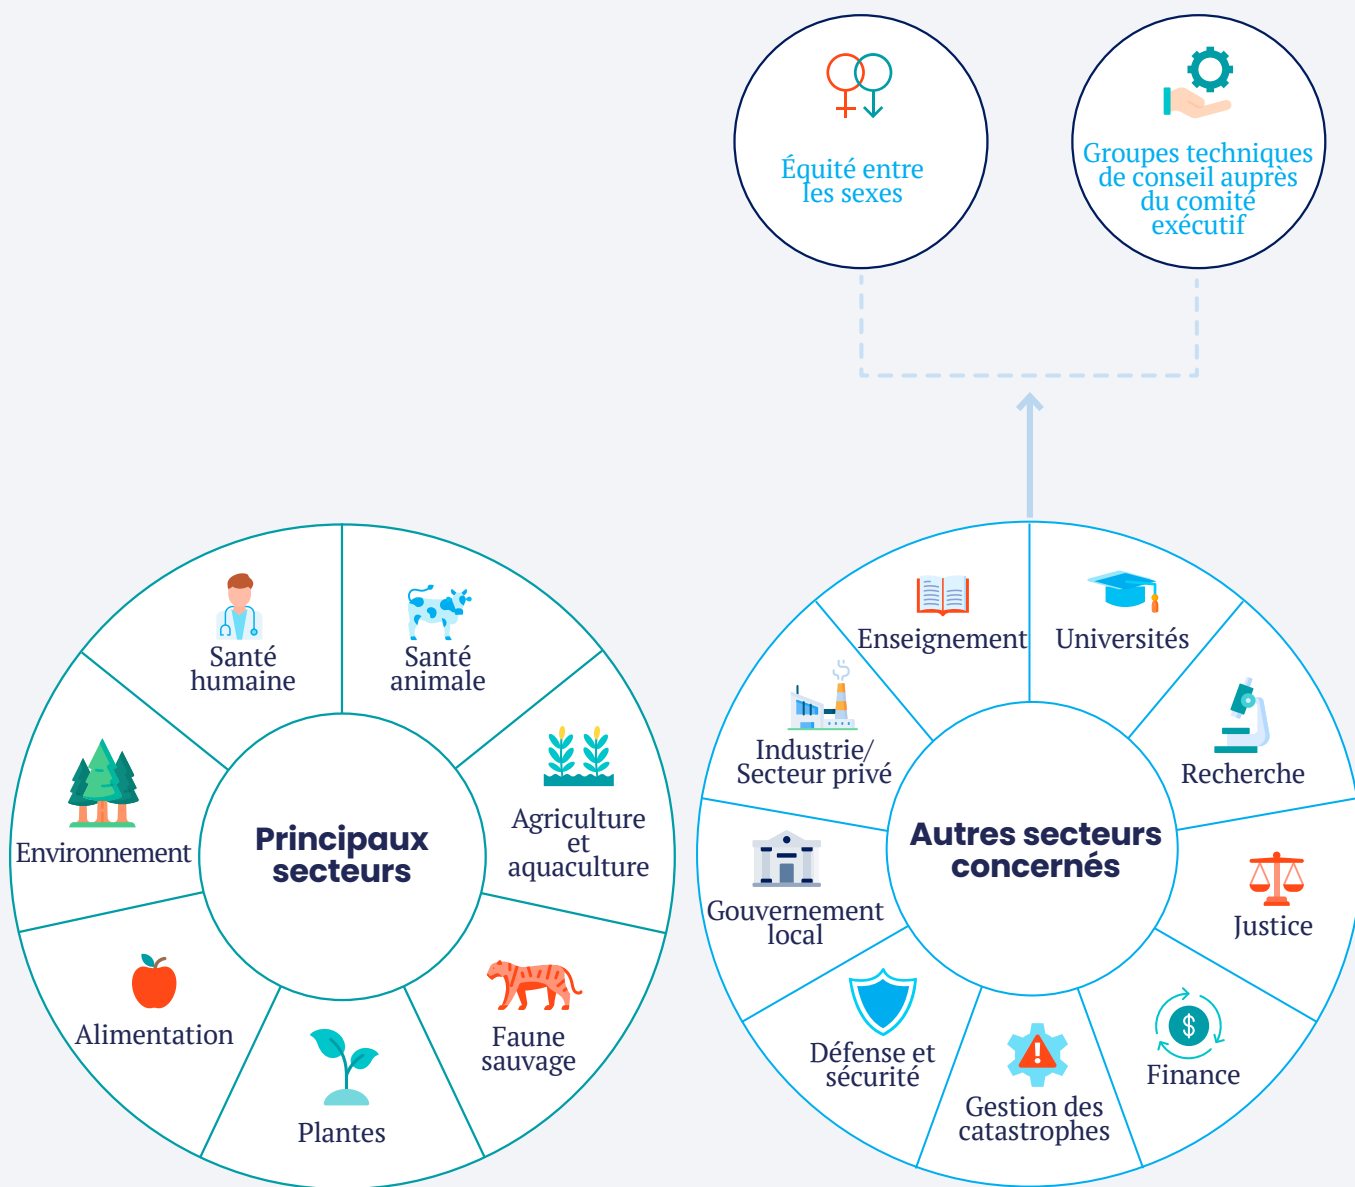 Équité entre
les sexes
Groupes techniques
de conseil auprès
du comité
exécutif
Principaux
secteurs
Santé
humaine
Santé
animale
Agriculture
et
aquaculture
Faune
sauvage
Plantes
Alimentation
Environnement
Autres secteurs
concernés
Enseignement
Universités
Recherche
Justice
Finance
Gestion des
catastrophes
Défense et
sécurité
Gouvernement
local
Industrie/
Secteur privé
$
!